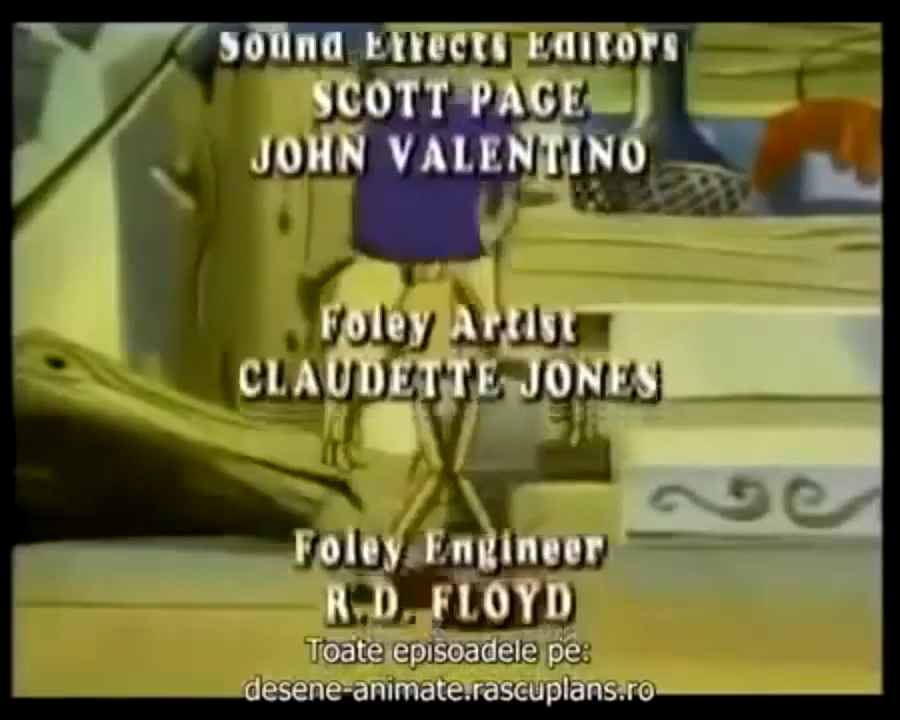 Sound Effects Editors
SCOTT PAGE
JOHN VALENTINO
Foley Artist
CLAUDETTE JONES
Foley Engineer
R.D. FLOYD
Toate episoadele pe:
desene-animate.rascuplans.ro